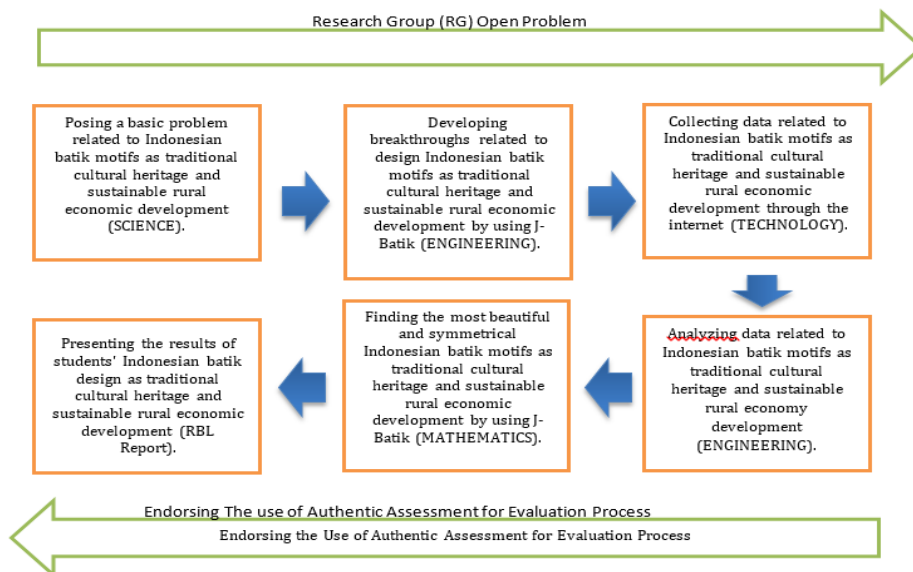 Research Group (RG) Open Problem
Posing a basic problem
related to Indonesian
batik motifs as traditional
cultural heritage and
sustainable rural
economic development
(SCIENCE).
Developing
breakthroughs related to
design Indonesian batik
motifs as traditional
cultural heritage and
sustainable rural economic
development by using J-
Batik (ENGINEERING).
Collecting data related to
Indonesian batik motifs as
traditional cultural
heritage and sustainable
rural economic
development through the
internet (TECHNOLOGY).
Analyzing data related to
Indonesian batik motifs as
traditional cultural
heritage and sustainable
rural economy
development
(ENGINEERING).
Finding the most beautiful
and symmetrical
Indonesian batik motifs as
traditional cultural
heritage and sustainable
rural economic
development by using J-
Batik (MATHEMATICS).
Presenting the results of
students' Indonesian batik
design as traditional
cultural heritage and
sustainable rural economic
development (RBL
Report).
Endorsing The use of Authentic Assessment for Evaluation Process
Endorsing the Use of Authentic Assessment for Evaluation Process